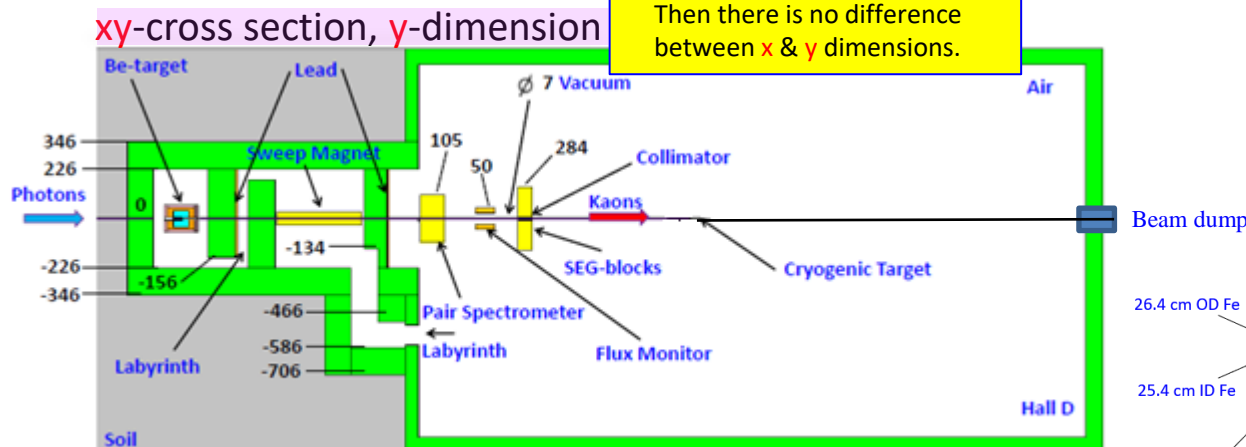 xy-cross section, y-dimension
Then there is no difference
between x & y dimensions.
Be-target
Lead
Ø 7 Vacuum
Air
346
226
Sweep Magnet
105
50
284
Collimator
Photons
0
Kaons
Beam dump
-134
-156
-226
-346
SEG-blocks
Cryogenic Target
-466
Pair Spectrometer
26.4 cm OD Fe
Labyrinth
-586
Labyrinth
Flux Monitor
-706
25.4 cm ID Fe
Hall D
Soil